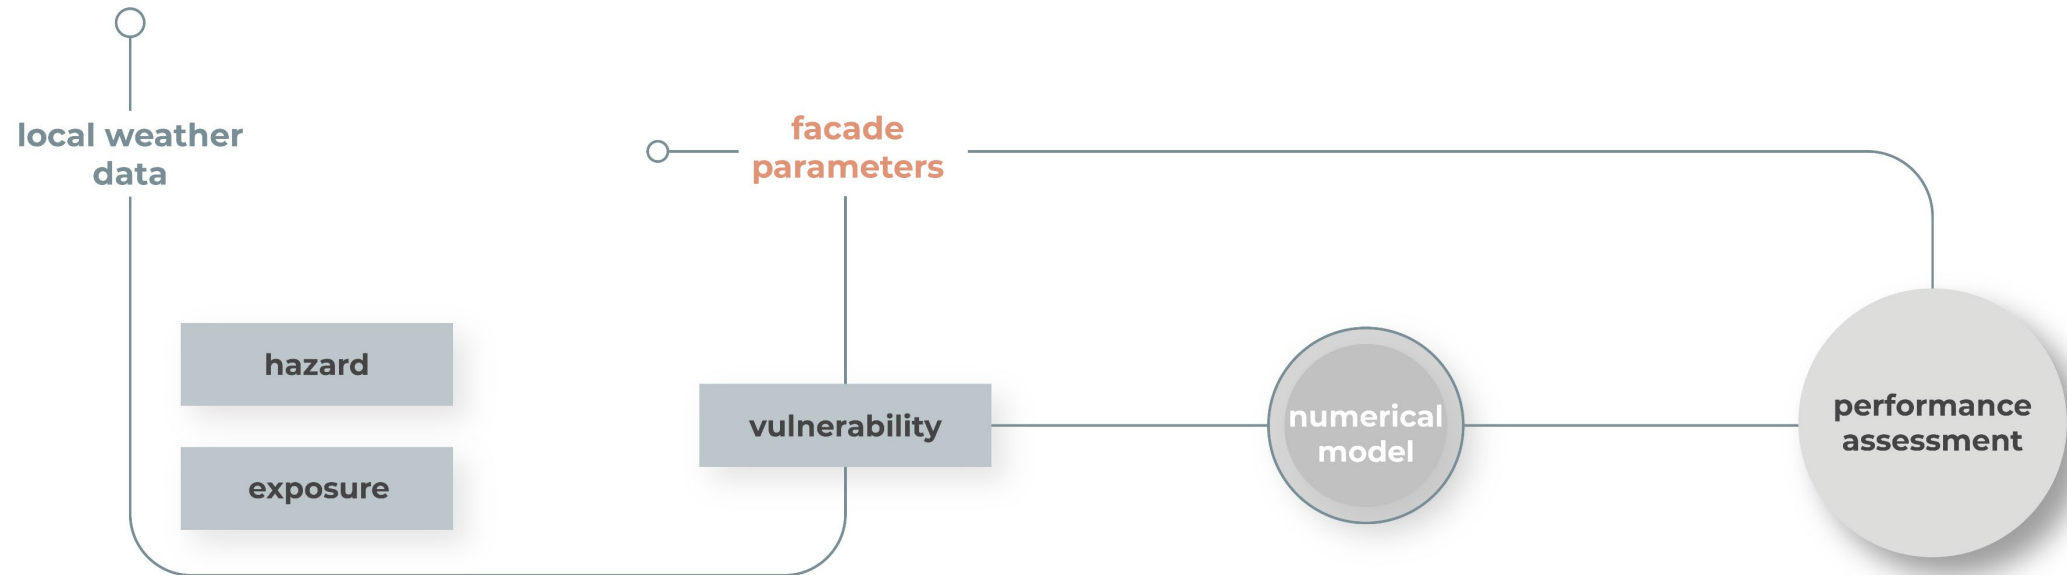 local weather
data
facade
parameters
hazard
exposure
vulnerability
numerical
model
performance
assessment